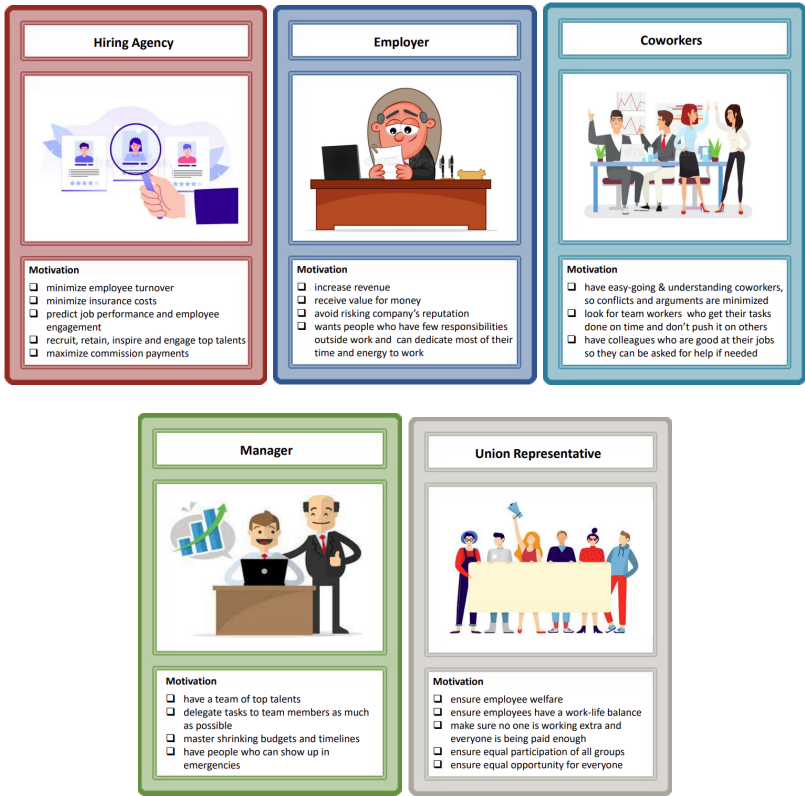 Hiring Agency
Motivation
❑ minimize employee turnover
❑ minimize insurance costs
❑ predict job performance and employee
engagement
❑ recruit, retain, inspire and engage top talents
❑ maximize commission payments
Employer
Motivation
❑ increase revenue
❑ receive value for money
❑ avoid risking company's reputation
❑ wants people who have few responsibilities
outside work and can dedicate most of their
time and energy to work
Coworkers
Motivation
❑ have easy-going & understanding coworkers,
so conflicts and arguments are minimized
❑ look for team workers who get their tasks
done on time and don't push it on others
❑ have colleagues who are good at their jobs
so they can be asked for help if needed
Manager
Motivation
❑ have a team of top talents
❑ delegate tasks to team members as much
as possible
❑ master shrinking budgets and timelines
❑ have people who can show up in
emergencies
Union Representative
Motivation
❑ ensure employee welfare
❑ ensure employees have a work-life balance
❑ make sure no one is working extra and
everyone is being paid enough
❑ ensure equal participation of all groups
❑ ensure equal opportunity for everyone